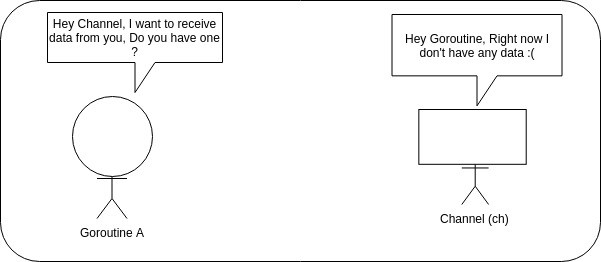 Hey Channel, I want to receive
data from you, Do you have one
?
Hey Goroutine, Right now I
don't have any data :(
Goroutine A
Channel (ch)